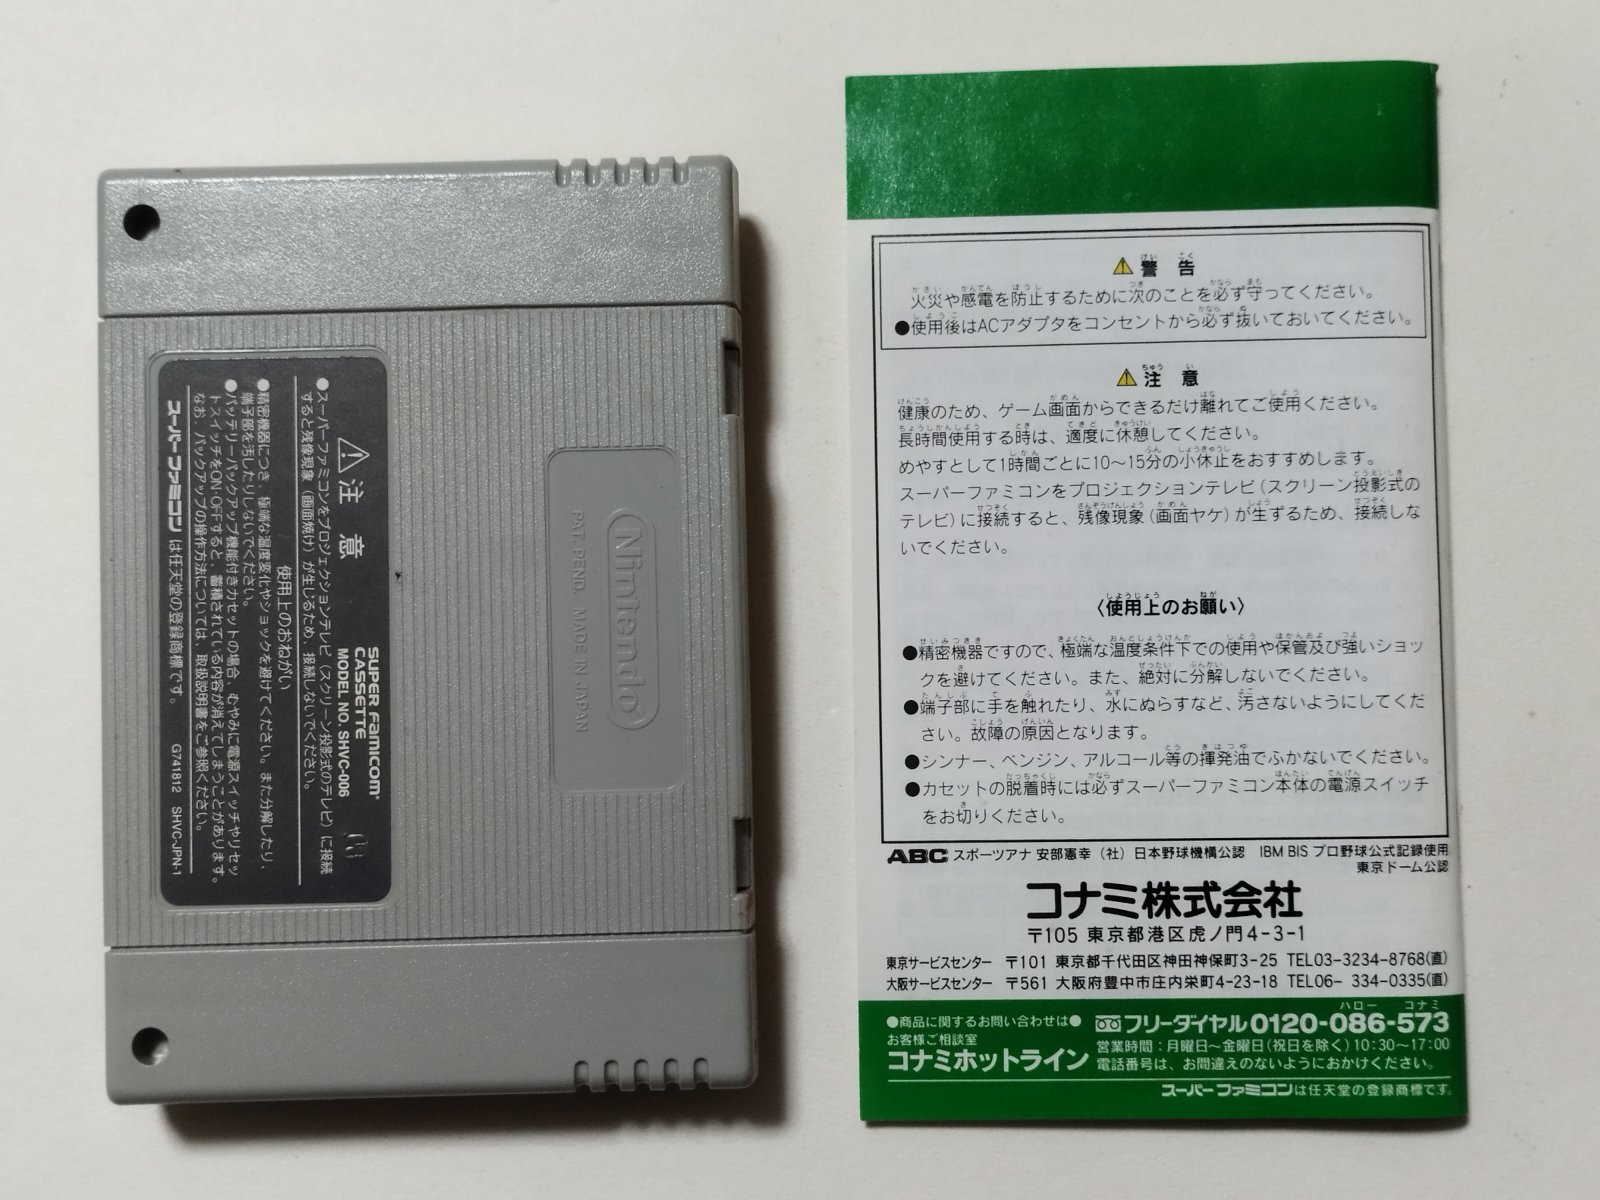 ⚠注 意
SUPER FAMICOM
CASSETTE
MODEL NO. SHVC-006
●スーパーファミコンをプロジェクションテレビ(スクリーン投影式のテレビ)に接続
すると残像現象(画面焼け)が生じるため、接続しないでください。
使用上のおねがい
●精密機器につき、極端な温度変化やショックを避けてください。また分解したり、
端子部を汚したりしないでください。
●バッテリーバックアップ機能付きカセットの場合、むやみに電源スイッチやリセッ
トスイッチをON・OFFすると、蓄積されている内容が消えてしまうことがあります。
なお、バックアップの操作方法については、取扱説明書をご参照ください。
スーパーファミコン は任天堂の登録商標です。 G741812 SHVC-JPN-1
Nintendo
PAT. PEND. MADE IN JAPAN
⚠警 告
火災や感電を防止するために次のことを必ず守ってください。
●使用後はACアダプタをコンセントから必ず抜いておいてください。
⚠注 意
健康のため、ゲーム画面からできるだけ離れてご使用ください。
長時間使用する時は、適度に休憩してください。
めやすとして1時間ごとに10〜15分の小休止をおすすめします。
スーパーファミコンをプロジェクションテレビ(スクリーン投影式の
テレビ)に接続すると、残像現象(画面ヤケ)が生ずるため、接続しな
いでください。
〈使用上のお願い〉
●精密機器ですので、極端な温度条件下での使用や保管及び強いショッ
クを避けてください。また、絶対に分解しないでください。
●端子部に手を触れたり、水にぬらすなど、汚さないようにしてくだ
さい。故障の原因となります。
●シンナー、ベンジン、アルコール等の揮発油でふかないでください。
●カセットの脱着時には必ずスーパーファミコン本体の電源スイッチ
をお切りください。
ABC スポーツアナ 安部憲幸 (社)日本野球機構公認 IBM BIS プロ野球公式記録使用
東京ドーム公認
コナミ株式会社
〒105 東京都港区虎ノ門4-3-1
東京サービスセンター 〒101 東京都千代田区神田神保町3-25 TEL03-3234-8768(直)
大阪サービスセンター 〒561 大阪府豊中市庄内栄町4-23-18 TEL06- 334-0335(直)
ハロー コナミ
●商品に関するお問い合わせは● フリーダイヤル0120-086-573
お客様ご相談室
コナミホットライン
営業時間:月曜日〜金曜日(祝日を除く)10:30〜17:00
電話番号は、お間違えのないようにおかけください。
スーパーファミコンは任天堂の登録商標です。